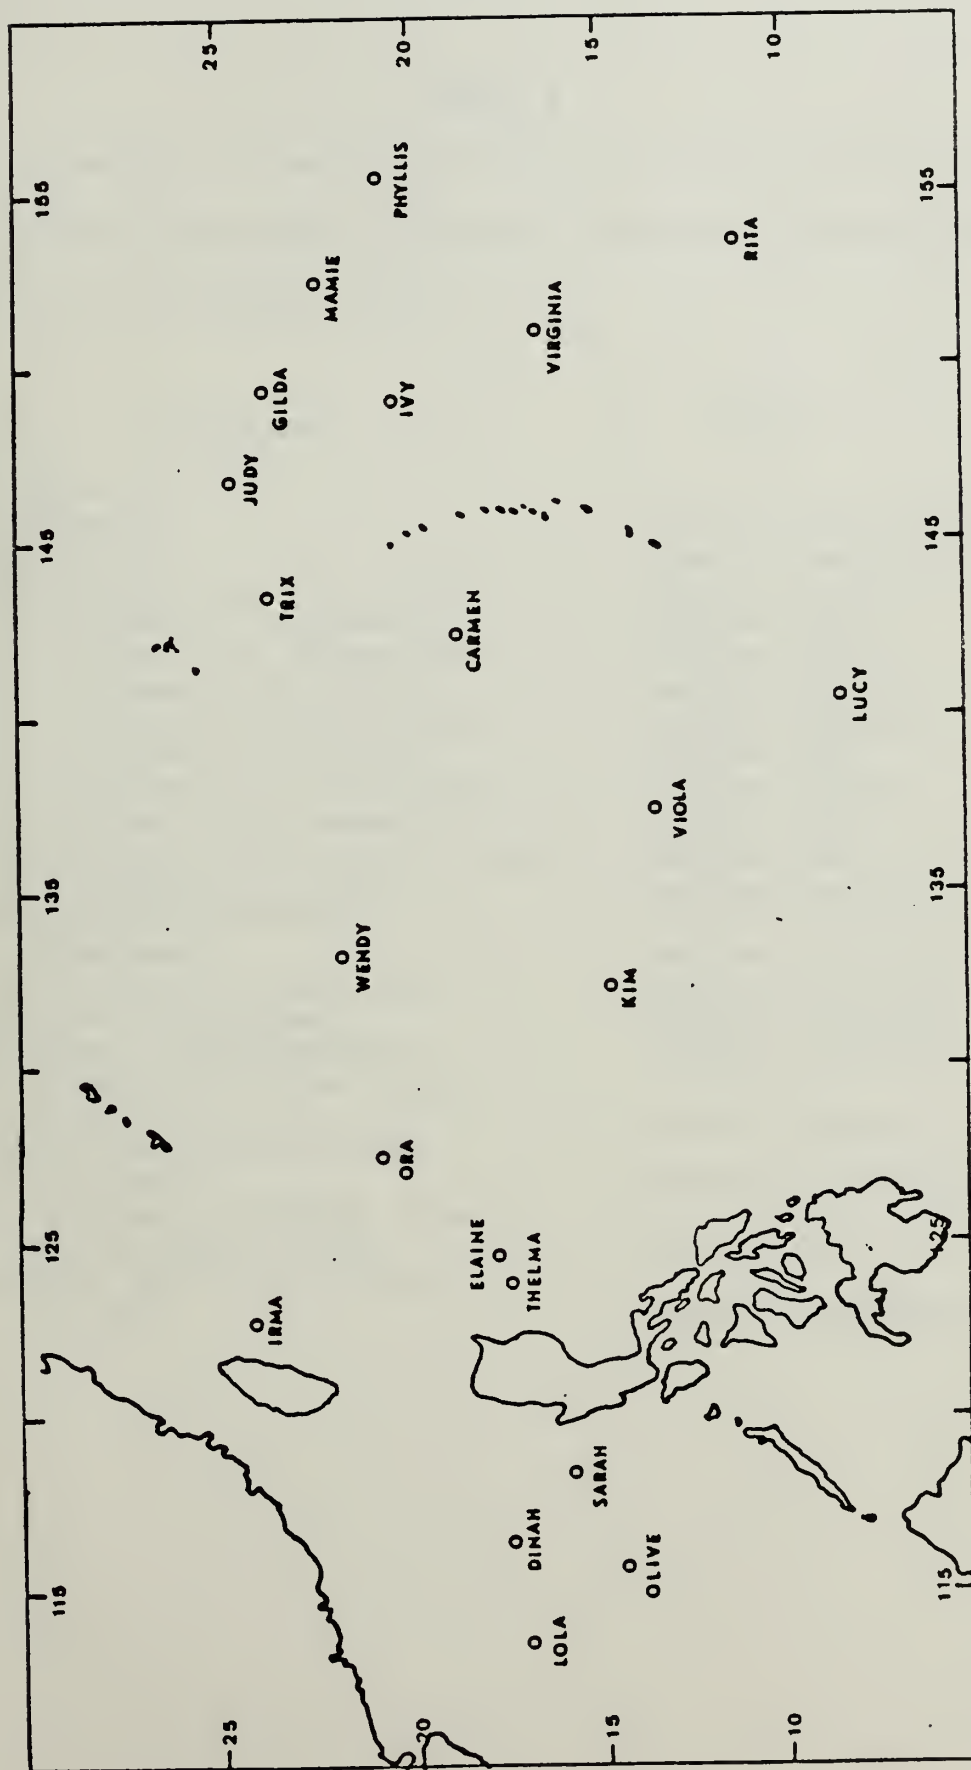 115
125
135
145
155
25
20
15
10
25
20
15
10
JUDY
GILDA
MAMIE
PHYLLIS
TRIX
IVY
IRMA
WENDY
ORA
CARMEN
VIRGINIA
ELAINE
THELMA
DINAH
LOLA
SARAH
OLIVE
KIM
VIOLA
RITA
LUCY
115
125
135
145
155